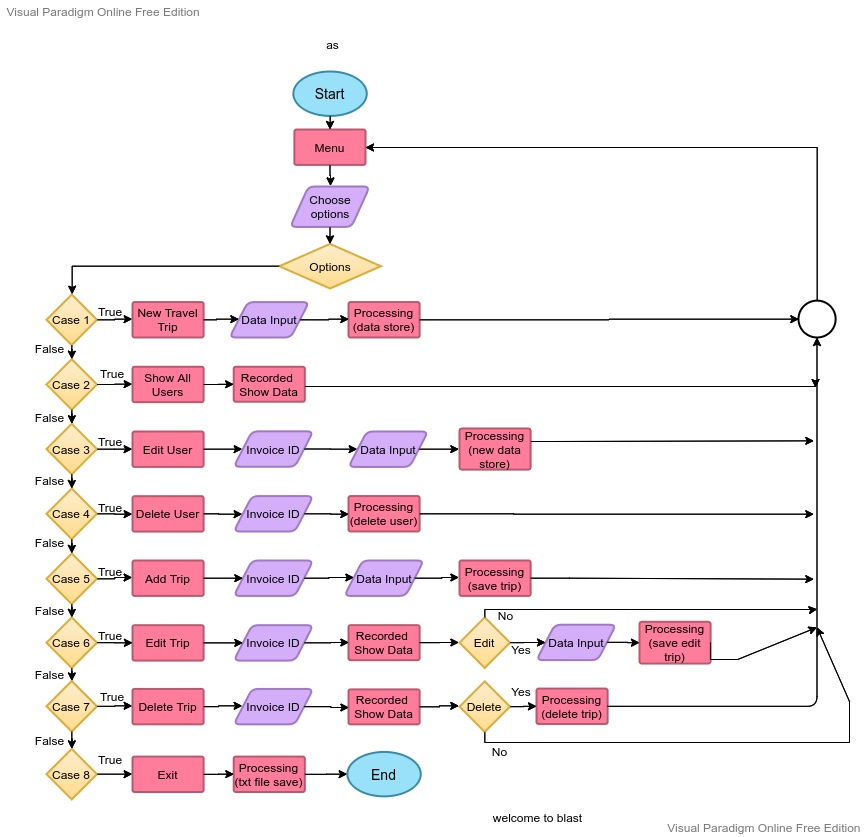 Visual Paradigm Online Free Edition
as
Start
Menu
Choose
options
Options
Case 1
True
New Travel
Trip
Data Input
Processing
(data store)
False
Case 2
True
Show All
Users
Recorded
Show Data
False
Case 3
True
Edit User
Invoice ID
Data Input
Processing
(new data
store)
False
Case 4
True
Delete User
Invoice ID
Processing
(delete user)
False
Case 5
True
Add Trip
Invoice ID
Data Input
Processing
(save trip)
False
Case 6
True
Edit Trip
Invoice ID
Recorded
Show Data
Edit
No
Yes
Data Input
Processing
(save edit
trip)
False
Case 7
True
Delete Trip
Invoice ID
Recorded
Show Data
Delete
Yes
Processing
(delete trip)
No
False
Case 8
True
Exit
Processing
(txt file save)
End
welcome to blast
Visual Paradigm Online Free Edition